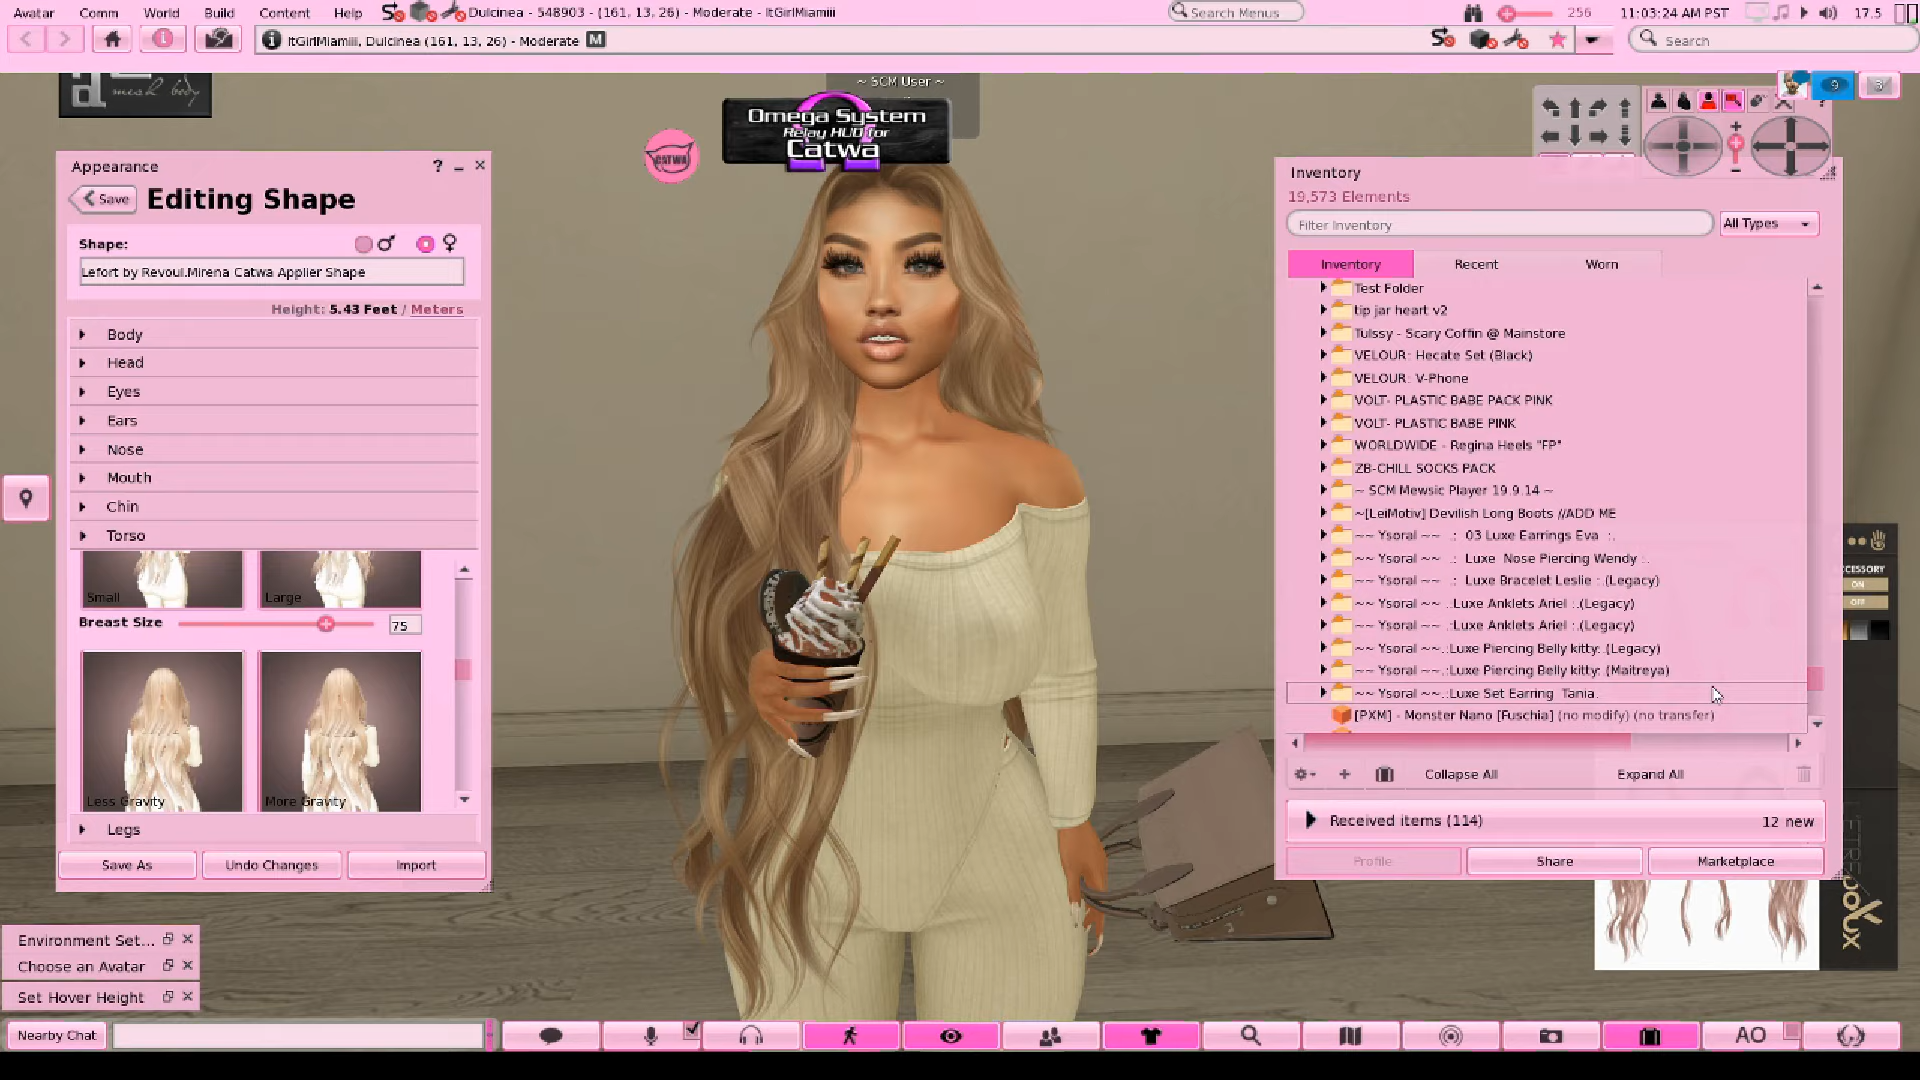 Avatar Comm World Build Content Help Dulcinea - 548903 - (161, 13, 26) - Moderate - ItGirlMiamiii
Search Menus
256 11:03:24 AM PST 17.5
ItGirlMiamiii, Dulcinea (161, 13, 26) - Moderate M
Search
mesh body
~ SCM User ~
Omega System
Relay HUD for
Catwa
CATWA
9
3
Appearance
? _ ×
Save
Editing Shape
Shape:
Lefort by Revoul.Mirena Catwa Applier Shape
Height: 5.43 Feet / Meters
Body
Head
Eyes
Ears
Nose
Mouth
Chin
Torso
Small
Large
Breast Size
75
Less Gravity
More Gravity
Legs
Save As
Undo Changes
Import
Inventory
19,573 Elements
Filter Inventory
All Types
Inventory
Recent
Worn
Test Folder
tip jar heart v2
Tulssy - Scary Coffin @ Mainstore
VELOUR: Hecate Set (Black)
VELOUR: V-Phone
VOLT- PLASTIC BABE PACK PINK
VOLT- PLASTIC BABE PINK
WORLDWIDE - Regina Heels "FP"
ZB-CHILL SOCKS PACK
~ SCM Mewsic Player 19.9.14 ~
~[LeiMotiv] Devilish Long Boots //ADD ME
~~ Ysoral ~~ .: 03 Luxe Earrings Eva :.
~~ Ysoral ~~ .: Luxe Nose Piercing Wendy :.
~~ Ysoral ~~ .: Luxe Bracelet Leslie :.(Legacy)
~~ Ysoral ~~ .:Luxe Anklets Ariel :.(Legacy)
~~ Ysoral ~~ .:Luxe Anklets Ariel :.(Legacy)
~~ Ysoral ~~.:Luxe Piercing Belly kitty:.(Legacy)
~~ Ysoral ~~.:Luxe Piercing Belly kitty:.(Maitreya)
~~ Ysoral ~~.:Luxe Set Earring Tania:.
[PXM] - Monster Nano [Fuschia] (no modify) (no transfer)
Collapse All
Expand All
Received items (114)
12 new
Profile
Share
Marketplace
CCESSORY
ON
OFF
Environment Set...
Choose an Avatar
Set Hover Height
Nearby Chat
AO